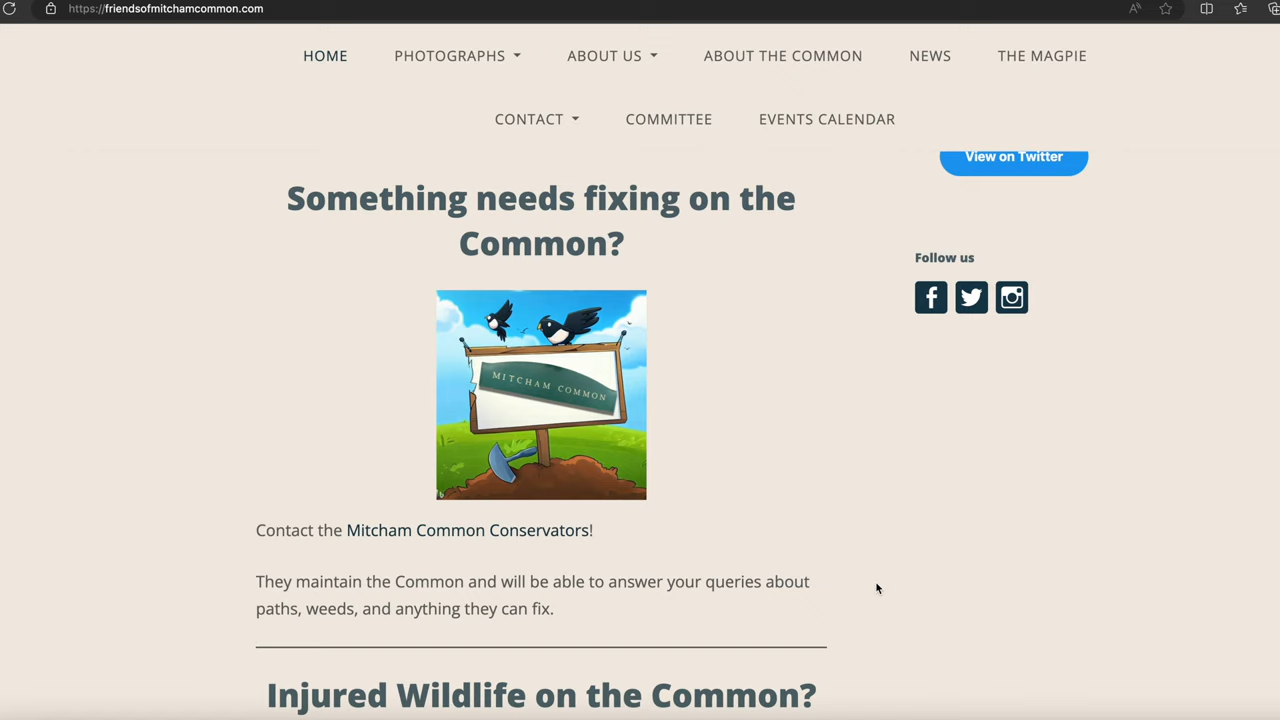 https://friendsofmitchamcommon.com
HOME PHOTOGRAPHS ABOUT US ABOUT THE COMMON NEWS THE MAGPIE
CONTACT COMMITTEE EVENTS CALENDAR
View on Twitter
Something needs fixing on the
Common?
Follow us
MITCHAM COMMON
Contact the Mitcham Common Conservators!
They maintain the Common and will be able to answer your queries about
paths, weeds, and anything they can fix.
Injured Wildlife on the Common?